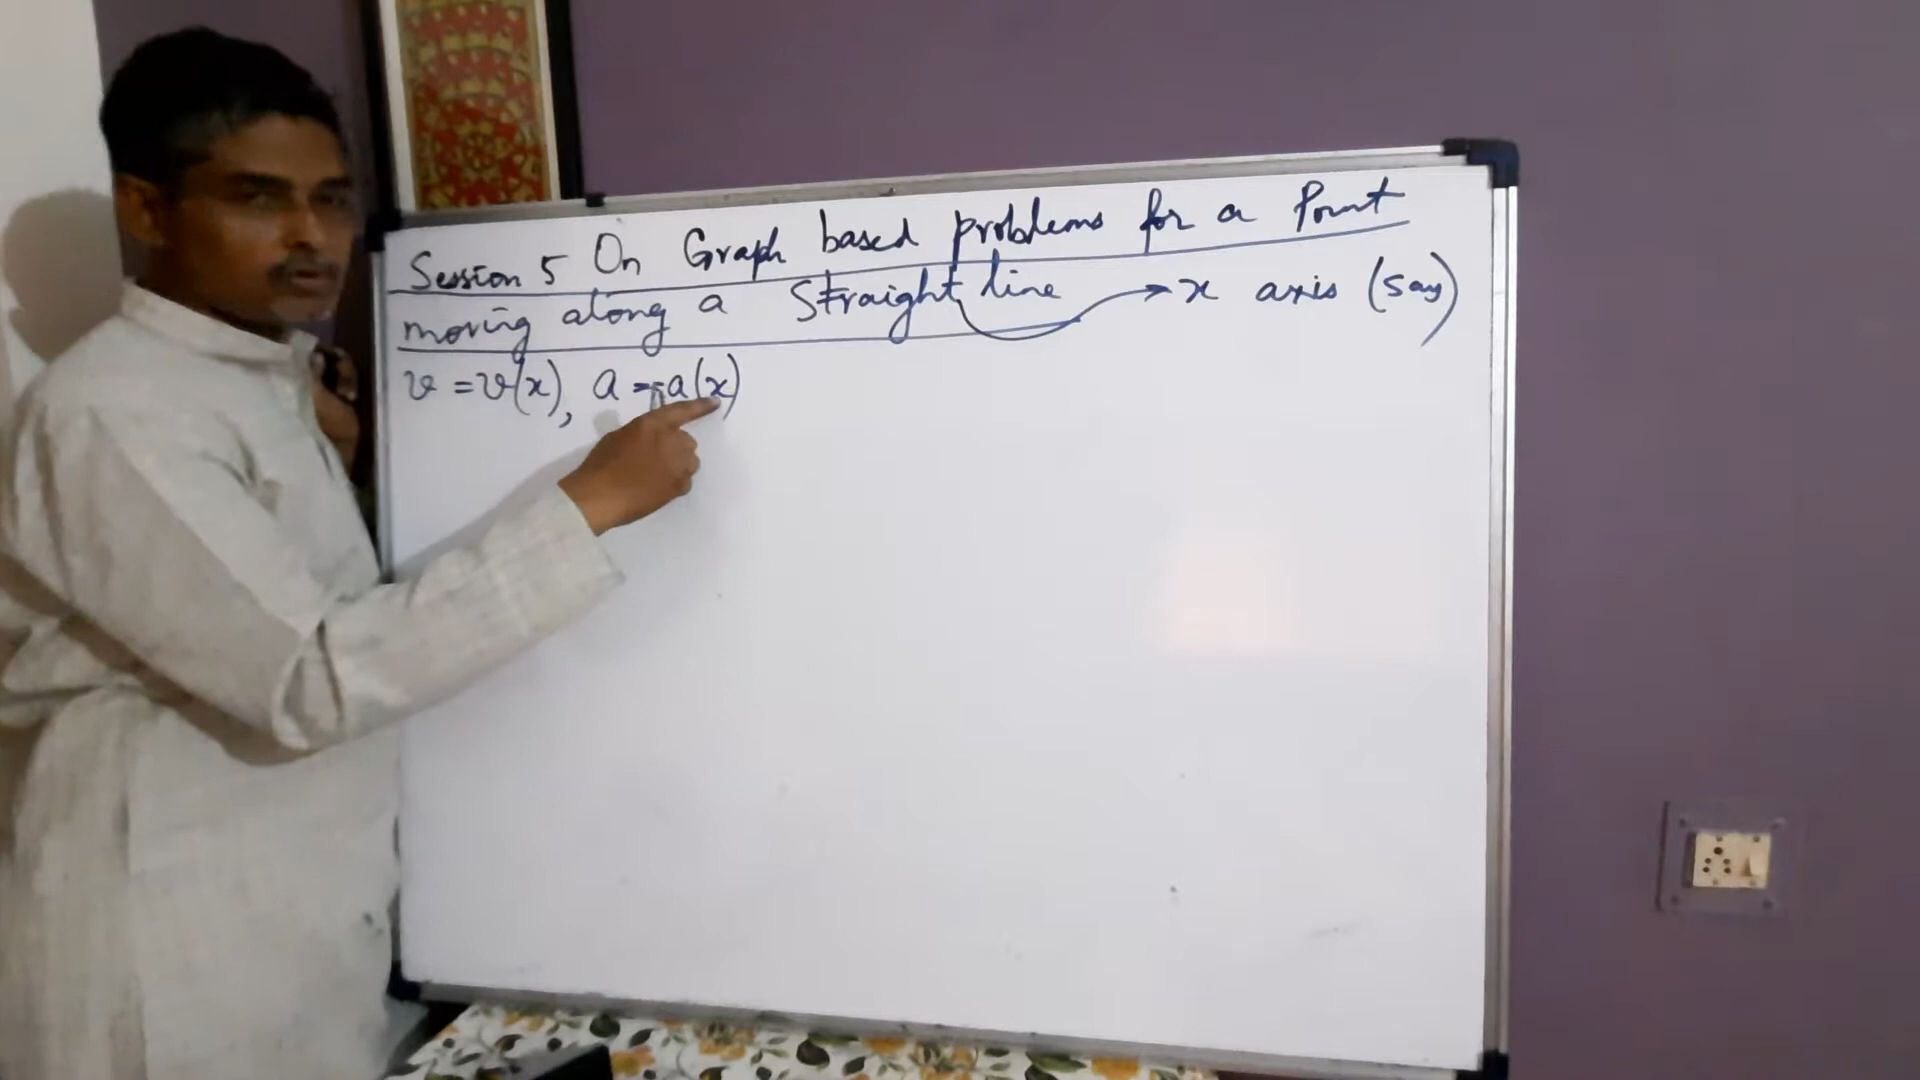 Session 5 On Graph based problems for a Point
moving along a Straight line → x axis (say)
v = v(x), a = a(x)